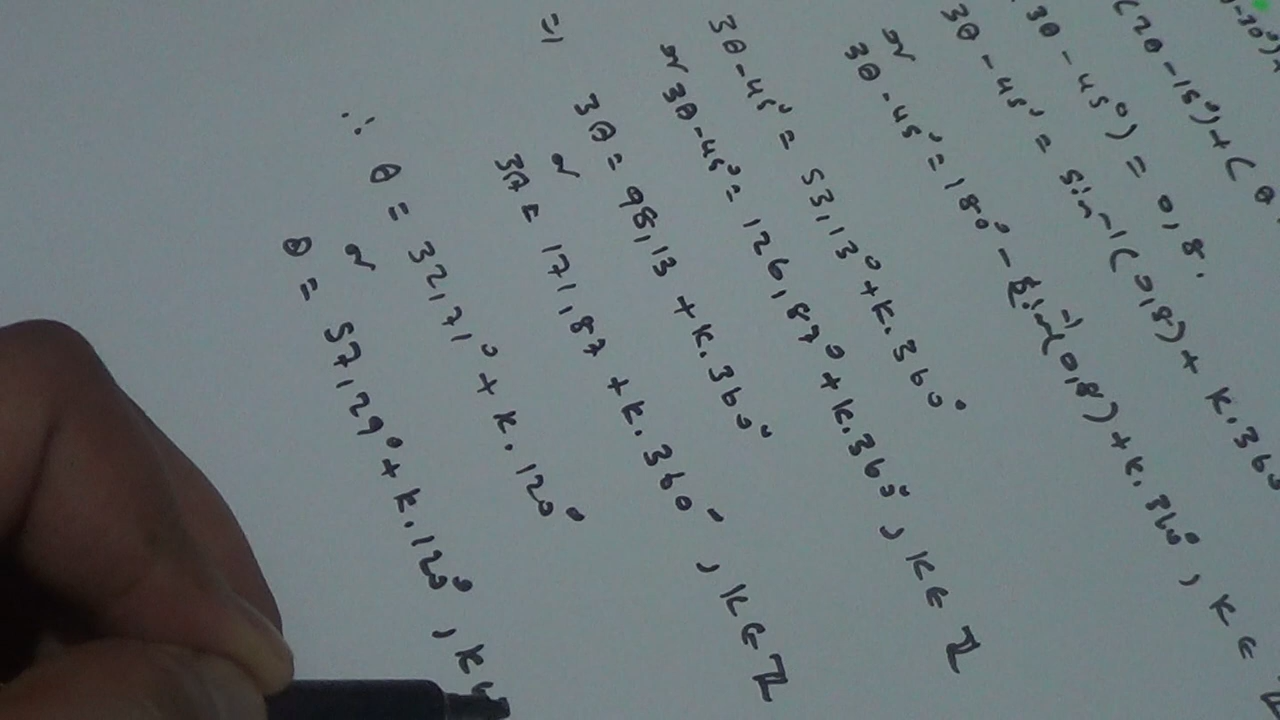 -30°)+
(2θ-15°)+(θ
3θ-45°) = 0,8.
3θ-45° = sin-1(0,8)+ k.360
or
3θ-45° = 180° - sin-1(0,8)+k.360°, k∈
3θ-45° = 53,13°+k.360°
or 3θ-45° = 126,87°+k.360°, k∈ℤ
=)
3θ = 98,13 + k.360°
or
3θ = 171,87 + k.360°, k∈ℤ
∴ θ = 32,71° + k.120°
or
θ = 57,29°+k.120°, k